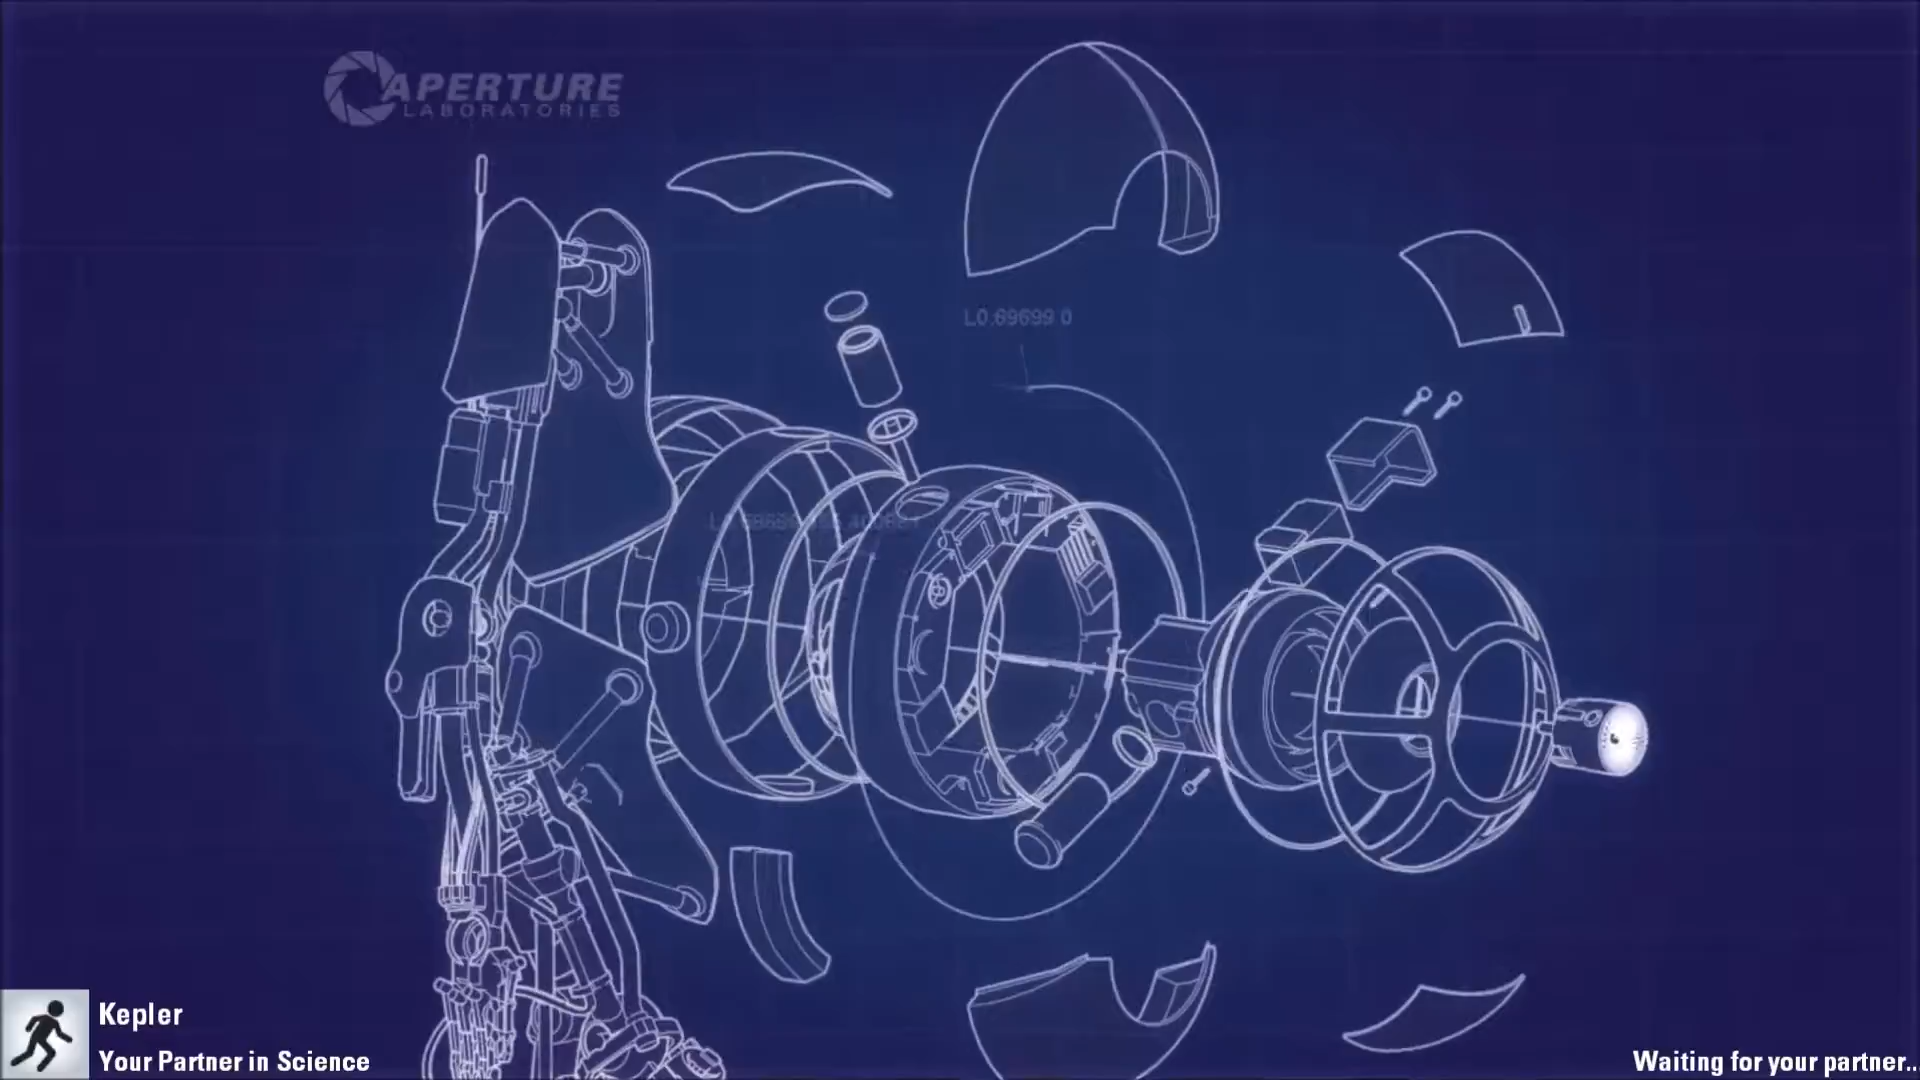 APERTURE
LABORATORIES
L0.69699 0
Kepler
Your Partner in Science
Waiting for your partner..